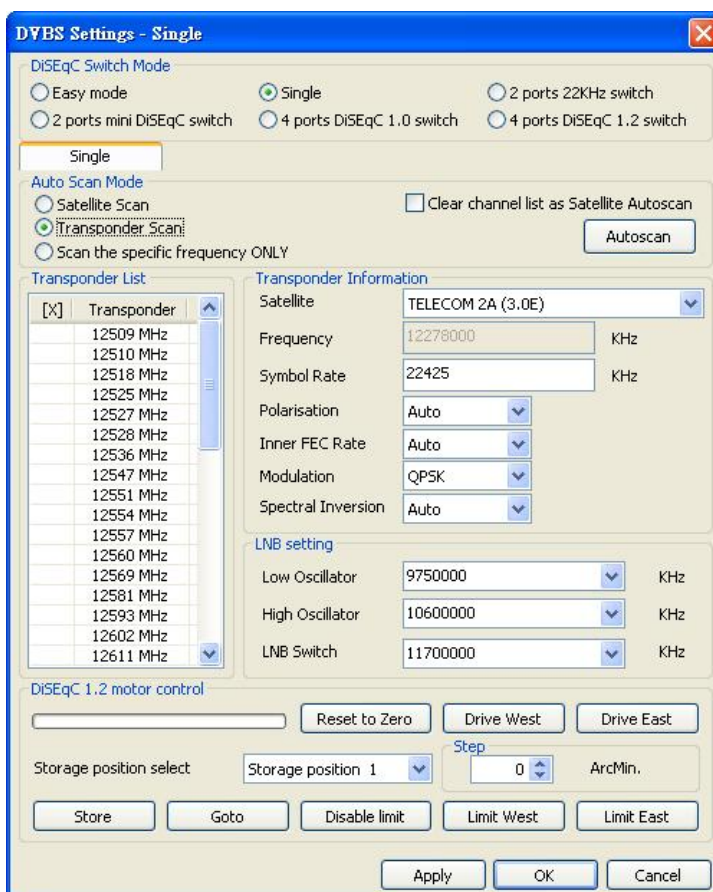 DVBS Settings - Single
DiSEqC Switch Mode
Easy mode
Single
2 ports 22KHz switch
2 ports mini DiSEqC switch
4 ports DiSEqC 1.0 switch
4 ports DiSEqC 1.2 switch
Single
Auto Scan Mode
Satellite Scan
Clear channel list as Satellite Autoscan
Transponder Scan
Autoscan
Scan the specific frequency ONLY
Transponder List
[X] Transponder
12509 MHz
12510 MHz
12518 MHz
12525 MHz
12527 MHz
12528 MHz
12536 MHz
12547 MHz
12551 MHz
12554 MHz
12557 MHz
12560 MHz
12569 MHz
12581 MHz
12593 MHz
12602 MHz
12611 MHz
Transponder Information
Satellite TELECOM 2A (3.0E)
Frequency 12278000 KHz
Symbol Rate 22425 KHz
Polarisation Auto
Inner FEC Rate Auto
Modulation QPSK
Spectral Inversion Auto
LNB setting
Low Oscillator 9750000 KHz
High Oscillator 10600000 KHz
LNB Switch 11700000 KHz
DiSEqC 1.2 motor control
Reset to Zero Drive West Drive East
Step
Storage position select Storage position 1 0 ArcMin.
Store Goto Disable limit Limit West Limit East
Apply OK Cancel